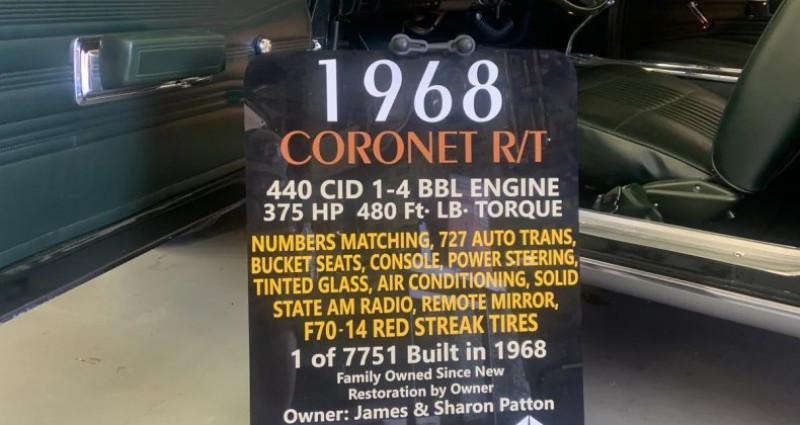 1968
CORONET R/T
440 CID 1-4 BBL ENGINE
375 HP 480 Ft· LB· TORQUE
NUMBERS MATCHING, 727 AUTO TRANS,
BUCKET SEATS, CONSOLE, POWER STEERING,
TINTED GLASS, AIR CONDITIONING, SOLID
STATE AM RADIO, REMOTE MIRROR,
F70-14 RED STREAK TIRES
1 of 7751 Built in 1968
Family Owned Since New
Restoration by Owner
Owner: James & Sharon Patton